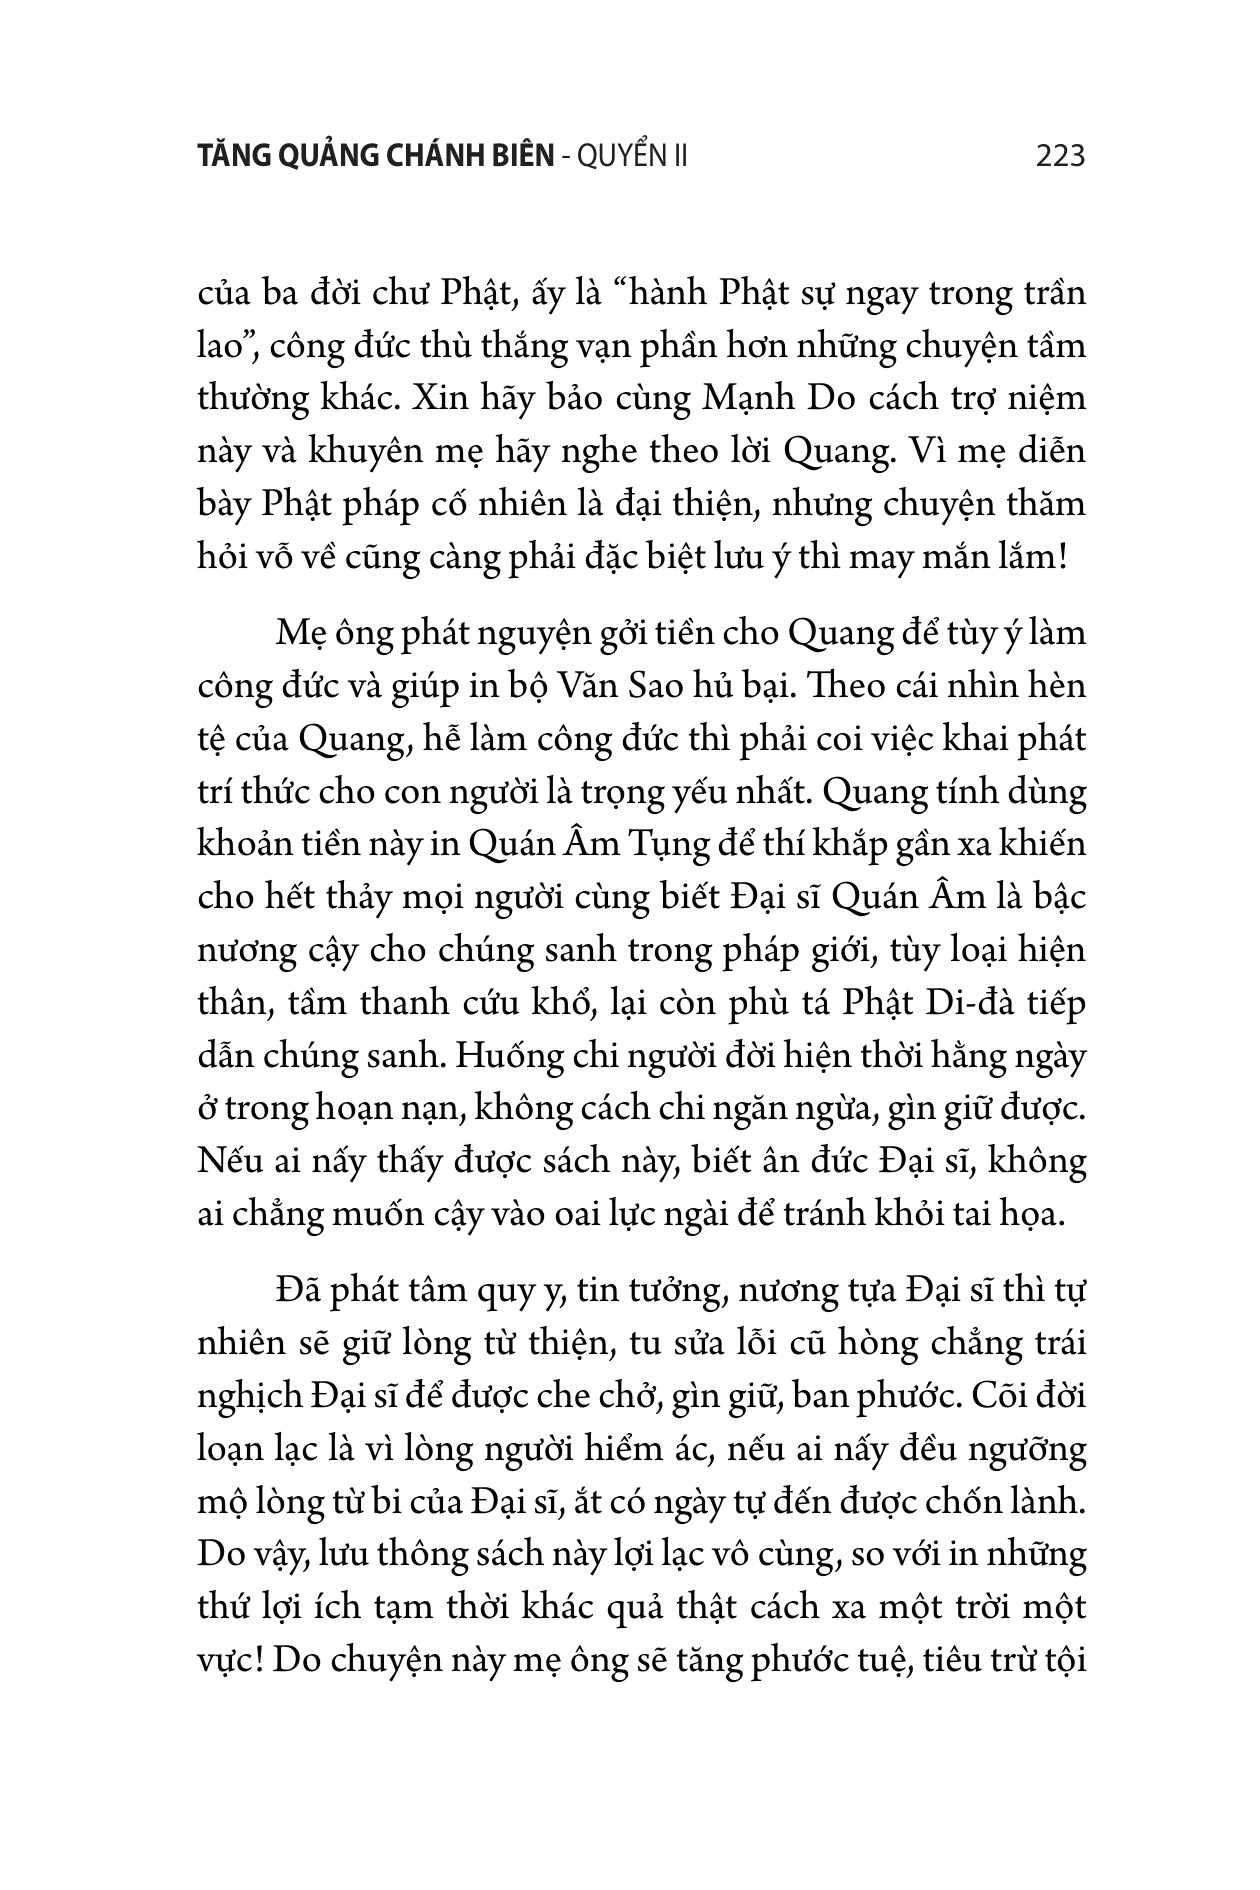 TĂNG QUẢNG CHÁNH BIÊN - QUYỂN II 223
của ba đời chư Phật, ấy là “hành Phật sự ngay trong trần
lao”, công đức thù thắng vạn phần hơn những chuyện tầm
thường khác. Xin hãy bảo cùng Mạnh Do cách trợ niệm
này và khuyên mẹ hãy nghe theo lời Quang. Vì mẹ diễn
bày Phật pháp cố nhiên là đại thiện, nhưng chuyện thăm
hỏi vỗ về cũng càng phải đặc biệt lưu ý thì may mắn lắm!
Mẹ ông phát nguyện gởi tiền cho Quang để tùy ý làm
công đức và giúp in bộ Văn Sao hủ bại. Theo cái nhìn hèn
tệ của Quang, hễ làm công đức thì phải coi việc khai phát
trí thức cho con người là trọng yếu nhất. Quang tính dùng
khoản tiền này in Quán Âm Tụng để thí khắp gần xa khiến
cho hết thảy mọi người cùng biết Đại sĩ Quán Âm là bậc
nương cậy cho chúng sanh trong pháp giới, tùy loại hiện
thân, tầm thanh cứu khổ, lại còn phù tá Phật Di-đà tiếp
dẫn chúng sanh. Huống chi người đời hiện thời hằng ngày
ở trong hoạn nạn, không cách chi ngăn ngừa, gìn giữ được.
Nếu ai nấy thấy được sách này, biết ân đức Đại sĩ, không
ai chẳng muốn cậy vào oai lực ngài để tránh khỏi tai họa.
Đã phát tâm quy y, tin tưởng, nương tựa Đại sĩ thì tự
nhiên sẽ giữ lòng từ thiện, tu sửa lỗi cũ hòng chẳng trái
nghịch Đại sĩ để được che chở, gìn giữ, ban phước. Cõi đời
loạn lạc là vì lòng người hiểm ác, nếu ai nấy đều ngưỡng
mộ lòng từ bi của Đại sĩ, ắt có ngày tự đến được chốn lành.
Do vậy, lưu thông sách này lợi lạc vô cùng, so với in những
thứ lợi ích tạm thời khác quả thật cách xa một trời một
vực! Do chuyện này mẹ ông sẽ tăng phước tuệ, tiêu trừ tội